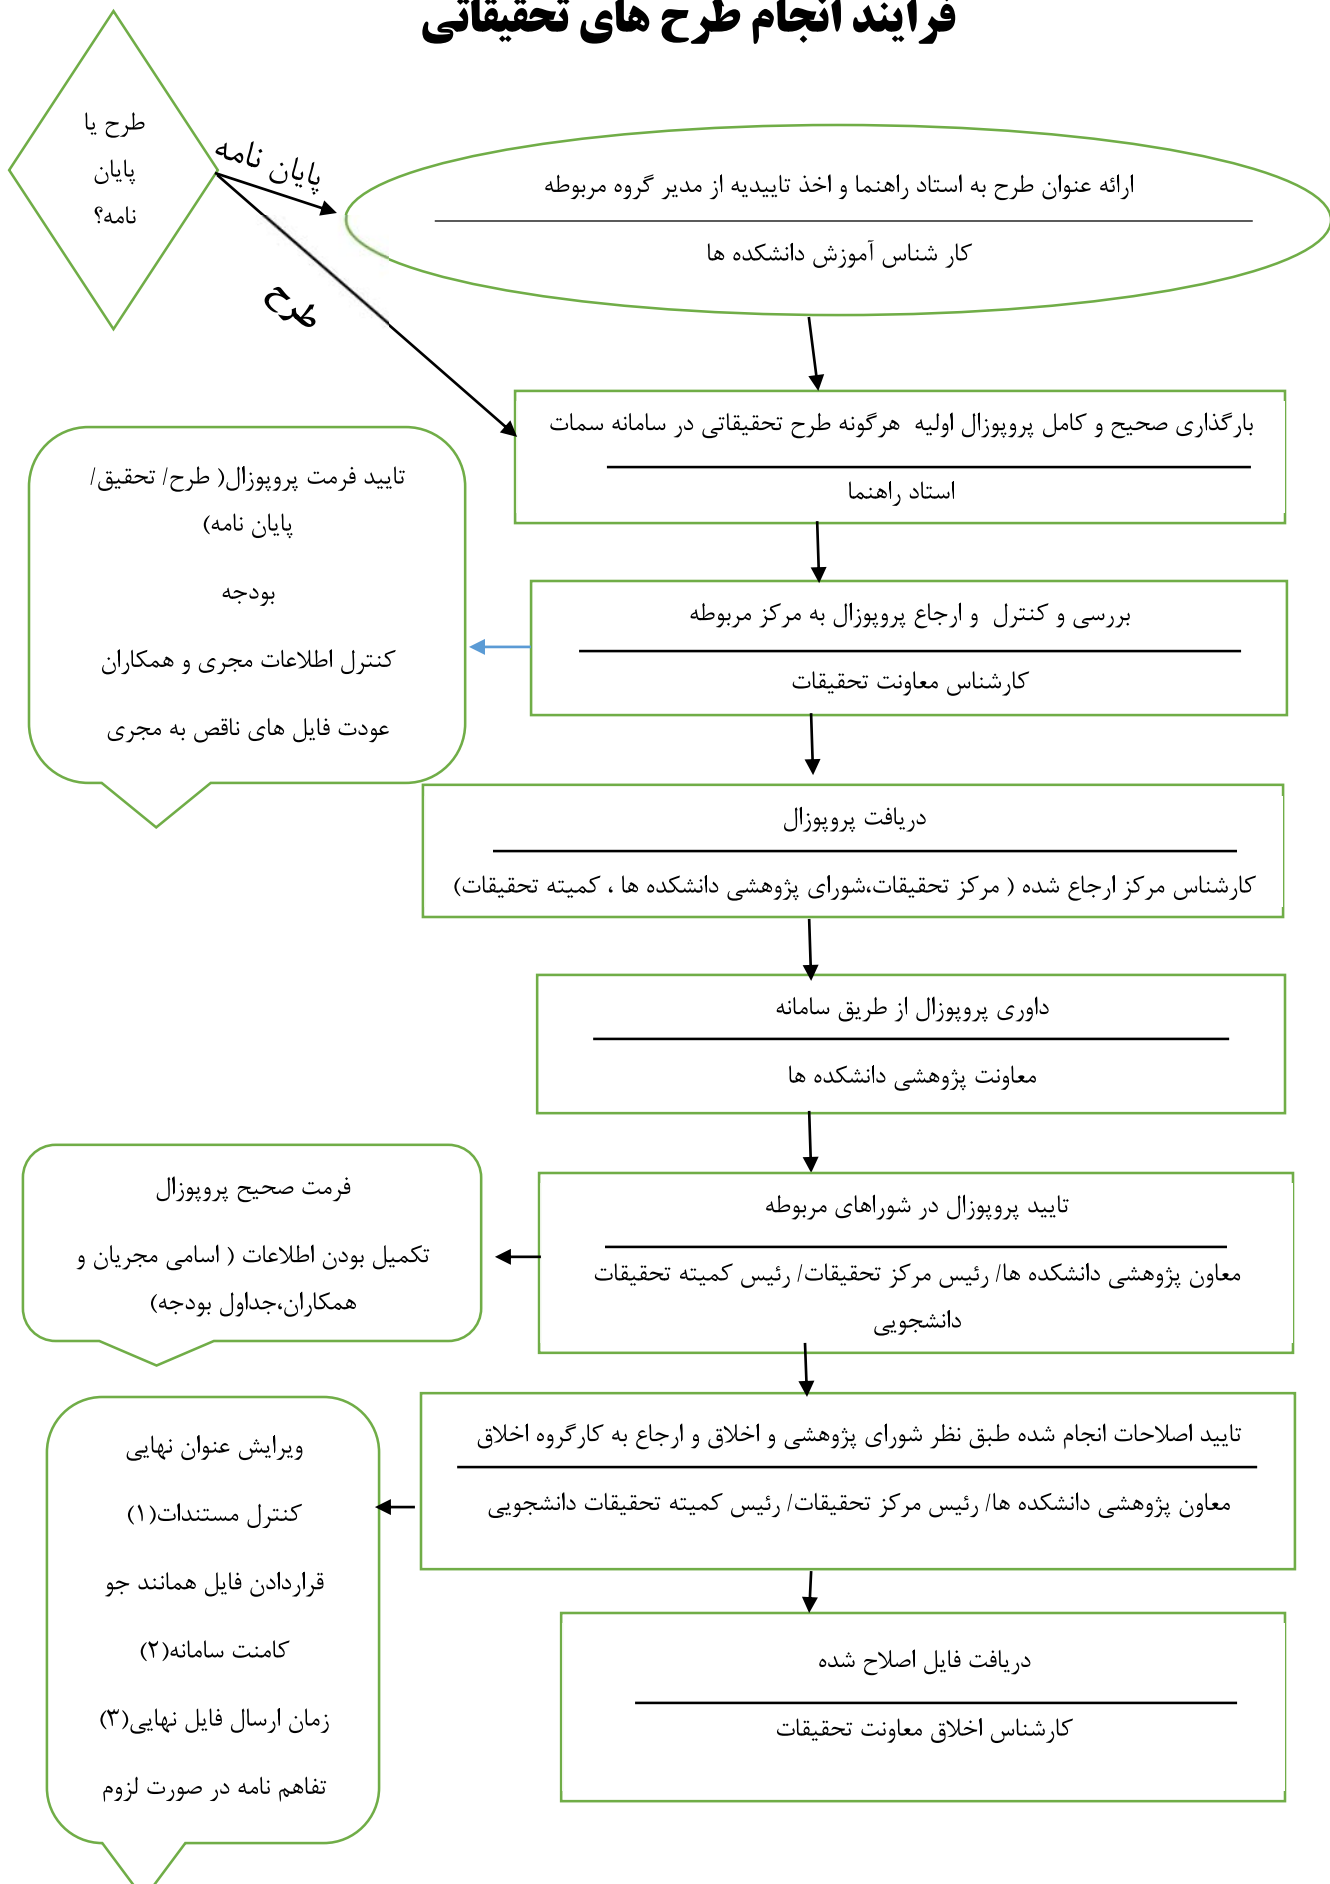 فرآیند انجام طرح های تحقیقاتی
طرح یا
پایان
نامه؟
پایان نامه
طرح
ارائه عنوان طرح به استاد راهنما و اخذ تاییدیه از مدیر گروه مربوطه
کار شناس آموزش دانشکده ها
بارگذاری صحیح و کامل پروپوزال اولیه هرگونه طرح تحقیقاتی در سامانه سمات
استاد راهنما
تایید فرمت پروپوزال( طرح/ تحقیق/
پایان نامه)
بودجه
کنترل اطلاعات مجری و همکاران
عودت فایل های ناقص به مجری
بررسی و کنترل و ارجاع پروپوزال به مرکز مربوطه
کارشناس معاونت تحقیقات
دریافت پروپوزال
کارشناس مرکز ارجاع شده ( مرکز تحقیقات،شورای پژوهشی دانشکده ها ، کمیته تحقیقات)
داوری پروپوزال از طریق سامانه
معاونت پژوهشی دانشکده ها
تایید پروپوزال در شوراهای مربوطه
معاون پژوهشی دانشکده ها/ رئیس مرکز تحقیقات/ رئیس کمیته تحقیقات
دانشجویی
فرمت صحیح پروپوزال
تکمیل بودن اطلاعات ( اسامی مجریان و
همکاران،جداول بودجه)
تایید اصلاحات انجام شده طبق نظر شورای پژوهشی و اخلاق و ارجاع به کارگروه اخلاق
معاون پژوهشی دانشکده ها/ رئیس مرکز تحقیقات/ رئیس کمیته تحقیقات دانشجویی
ویرایش عنوان نهایی
کنترل مستندات(۱)
قراردادن فایل همانند جو
کامنت سامانه(۲)
زمان ارسال فایل نهایی(۳)
تفاهم نامه در صورت لزوم
دریافت فایل اصلاح شده
کارشناس اخلاق معاونت تحقیقات